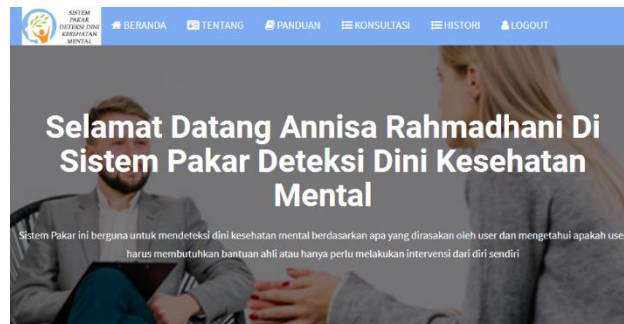 SISTEM
PAKAR
DETEKSI DINI
KESEHATAN
MENTAL
BERANDA TENTANG PANDUAN KONSULTASI HISTORI LOGOUT
Selamat Datang Annisa Rahmadhani Di
Sistem Pakar Deteksi Dini Kesehatan
Mental
Sistem Pakar ini berguna untuk mendeteksi dini kesehatan mental berdasarkan apa yang dirasakan oleh user dan mengetahui apakah use
harus membutuhkan bantuan ahli atau hanya perlu melakukan intervensi dari diri sendiri